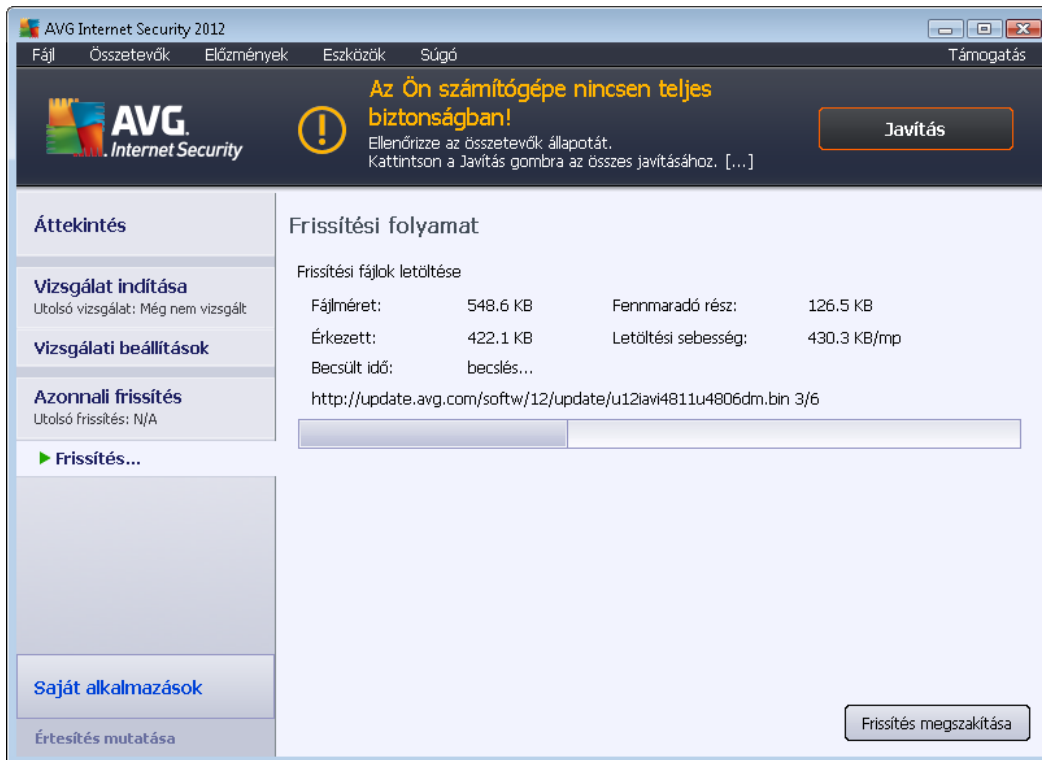 AVG Internet Security 2012
Fájl Összetevők Előzmények Eszközök Súgó Támogatás
AVG.
Internet Security
Az Ön számítógépe nincsen teljes
biztonságban!
Ellenőrizze az összetevők állapotát.
Kattintson a Javítás gombra az összes javításához. [...]
Javítás
Áttekintés
Vizsgálat indítása
Utolsó vizsgálat: Még nem vizsgált
Vizsgálati beállítások
Azonnali frissítés
Utolsó frissítés: N/A
Frissítés...
Saját alkalmazások
Értesítés mutatása
Frissítési folyamat
Frissítési fájlok letöltése
Fájlméret: 548.6 KB Fennmaradó rész: 126.5 KB
Érkezett: 422.1 KB Letöltési sebesség: 430.3 KB/mp
Becsült idő: becslés...
http://update.avg.com/softw/12/update/u12iavi4811u4806dm.bin 3/6
Frissítés megszakítása